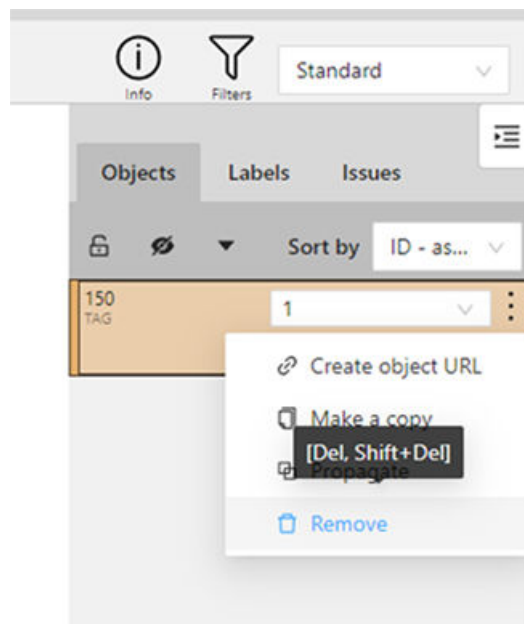 Info
Filters
Standard
Objects Labels Issues
Sort by ID - as...
150
TAG
1
Create object URL
Make a copy
[Del, Shift+Del]
Propagate
Remove